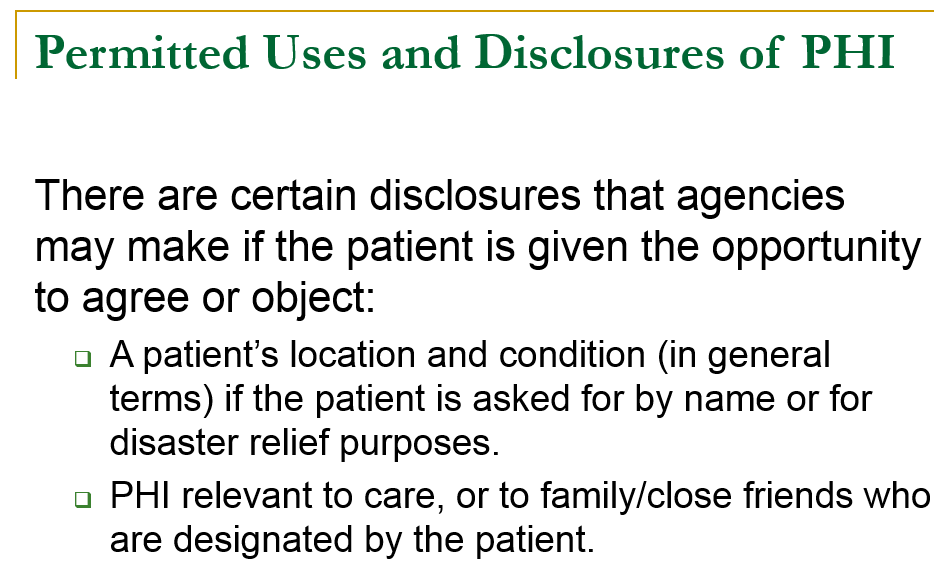 Permitted Uses and Disclosures of PHI
There are certain disclosures that agencies
may make if the patient is given the opportunity
to agree or object:
A patient’s location and condition (in general
terms) if the patient is asked for by name or for
disaster relief purposes.
PHI relevant to care, or to family/close friends who
are designated by the patient.